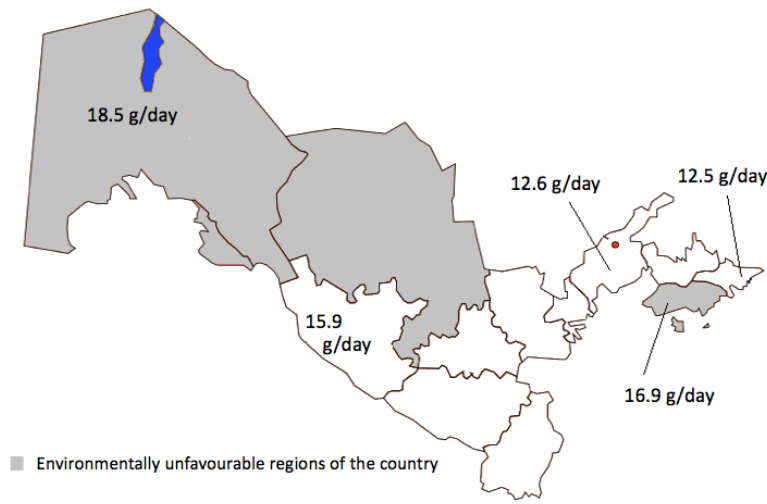 18.5 g/day
12.6 g/day
12.5 g/day
15.9
g/day
16.9 g/day
Environmentally unfavourable regions of the country